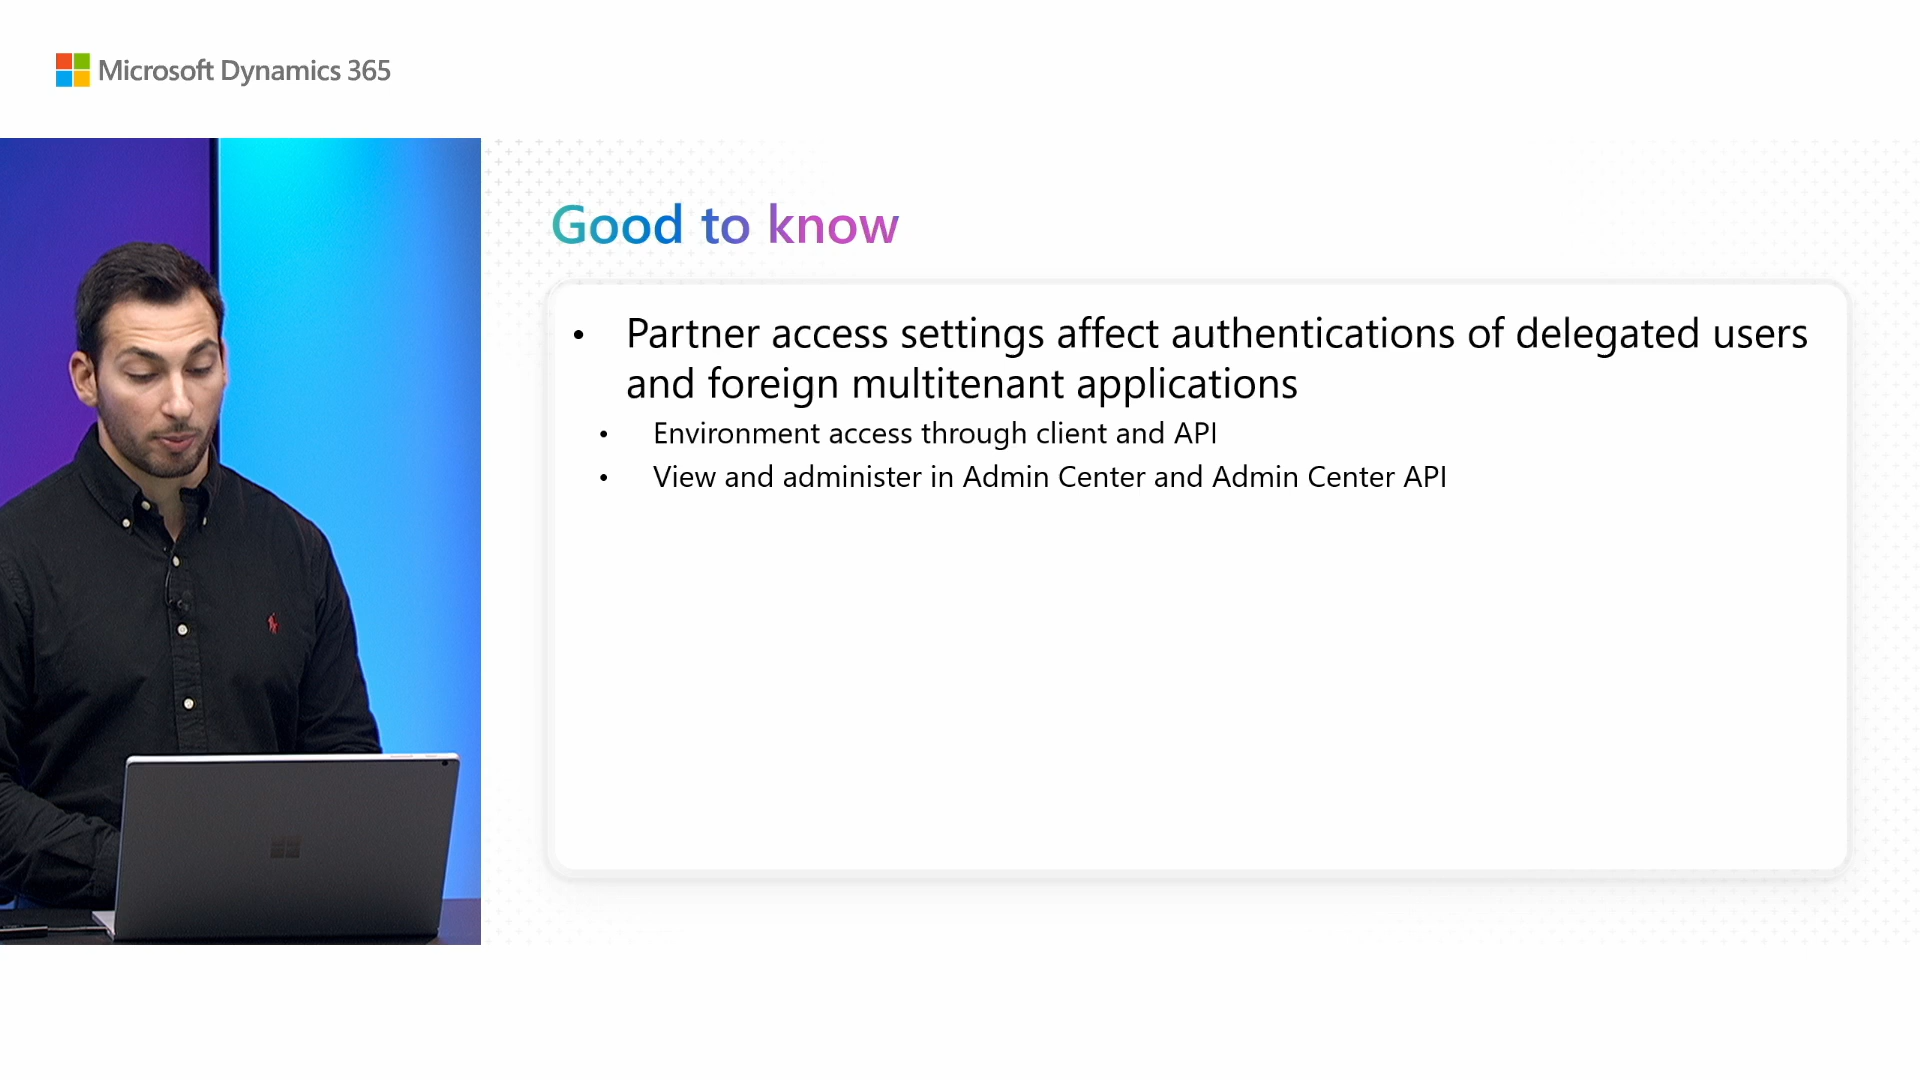 Microsoft Dynamics 365
Good to know
• Partner access settings affect authentications of delegated users
and foreign multitenant applications
• Environment access through client and API
• View and administer in Admin Center and Admin Center API